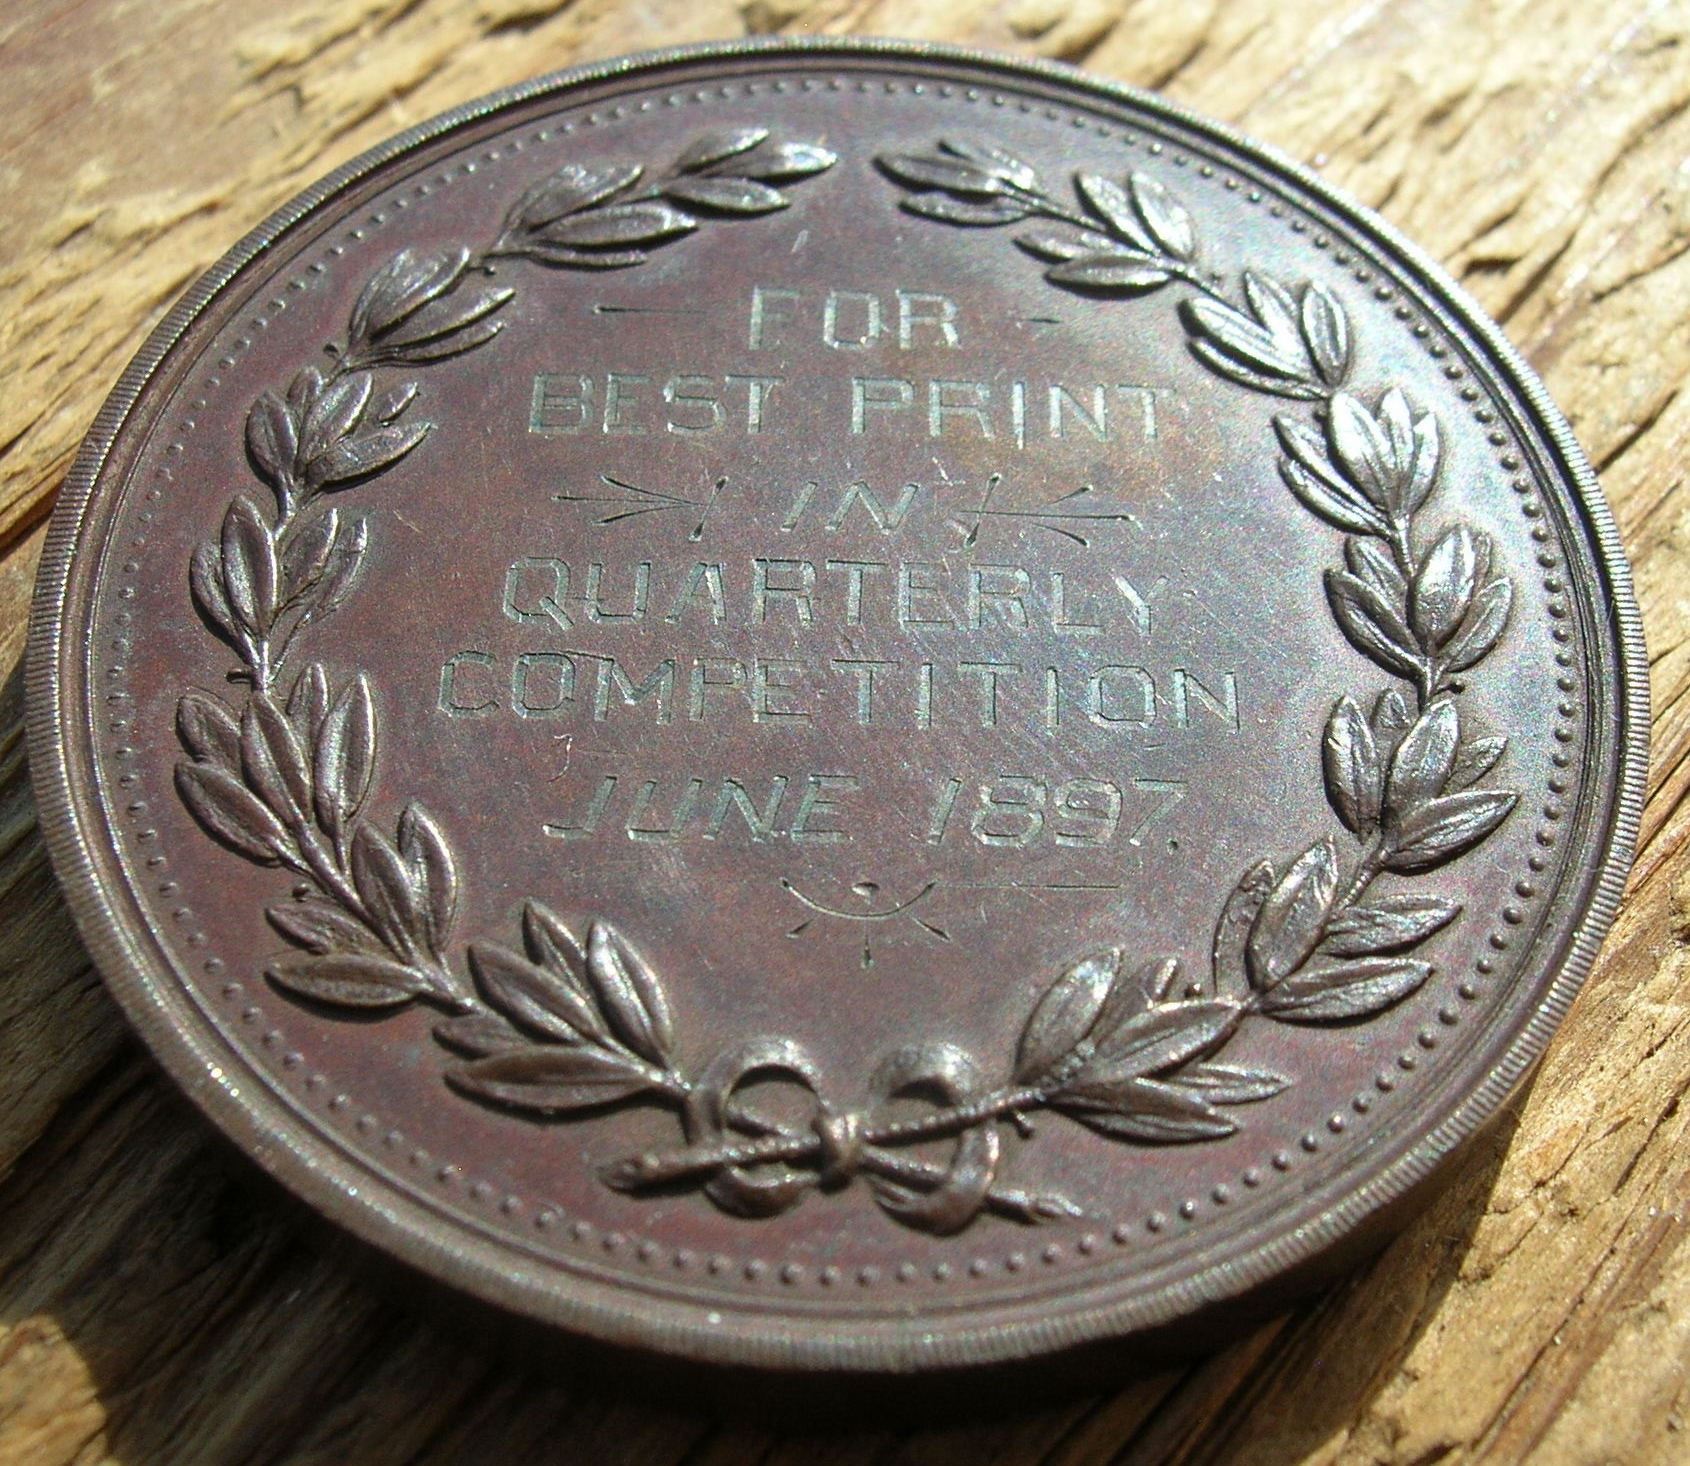 FOR
BEST PRINT
IN
QUARTERLY
COMPETITION
JUNE 1897.